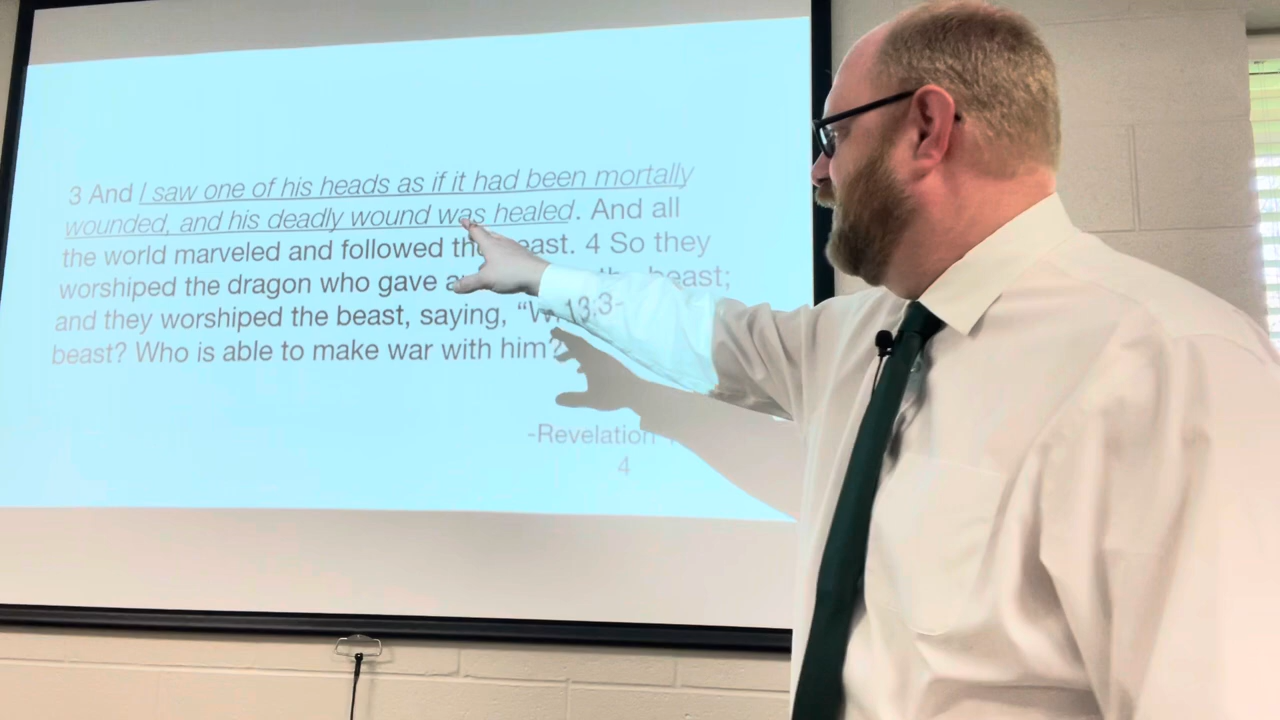 3 And I saw one of his heads as if it had been mortally
wounded, and his deadly wound was healed. And all
the world marveled and followed the beast. 4 So they
worshiped the dragon who gave the beast;
and they worshiped the beast, saying, “ 13:3-
beast? Who is able to make war with him?
-Revelation
4